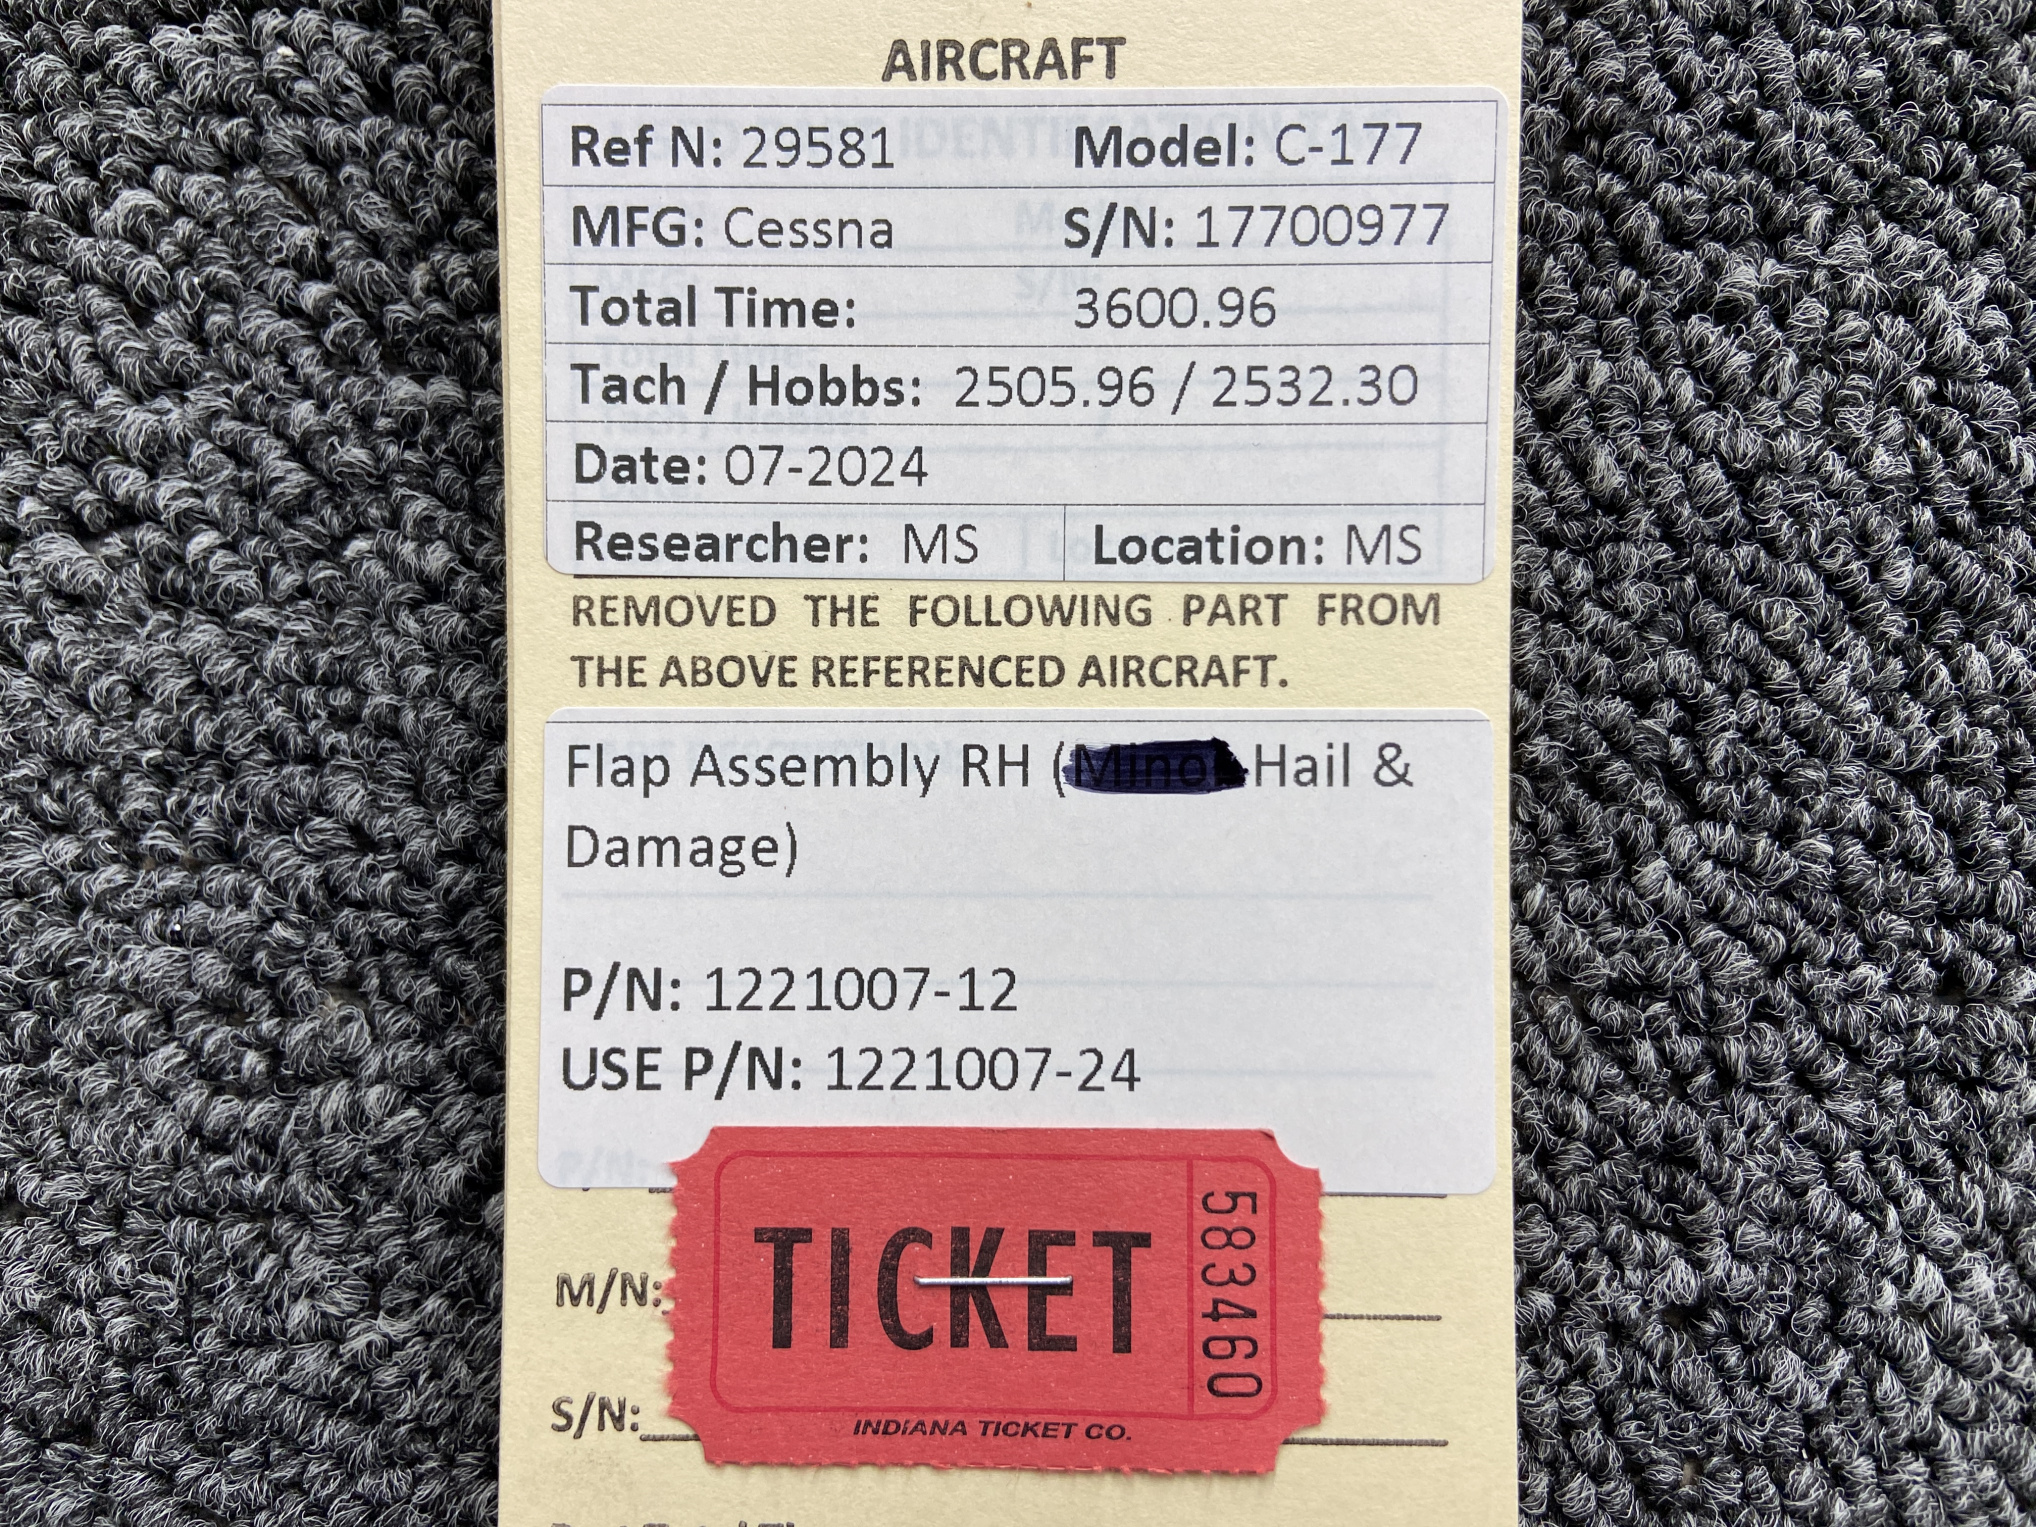 AIRCRAFT
Ref N: 29581 Model: C-177
MFG: Cessna S/N: 17700977
Total Time: 3600.96
Tach / Hobbs: 2505.96 / 2532.30
Date: 07-2024
Researcher: MS Location: MS
REMOVED THE FOLLOWING PART FROM
THE ABOVE REFERENCED AIRCRAFT.
Flap Assembly RH (Minor Hail &
Damage)
P/N: 1221007-12
USE P/N: 1221007-24
P/N:
M/N:
S/N:
TICKET
583460
INDIANA TICKET CO.